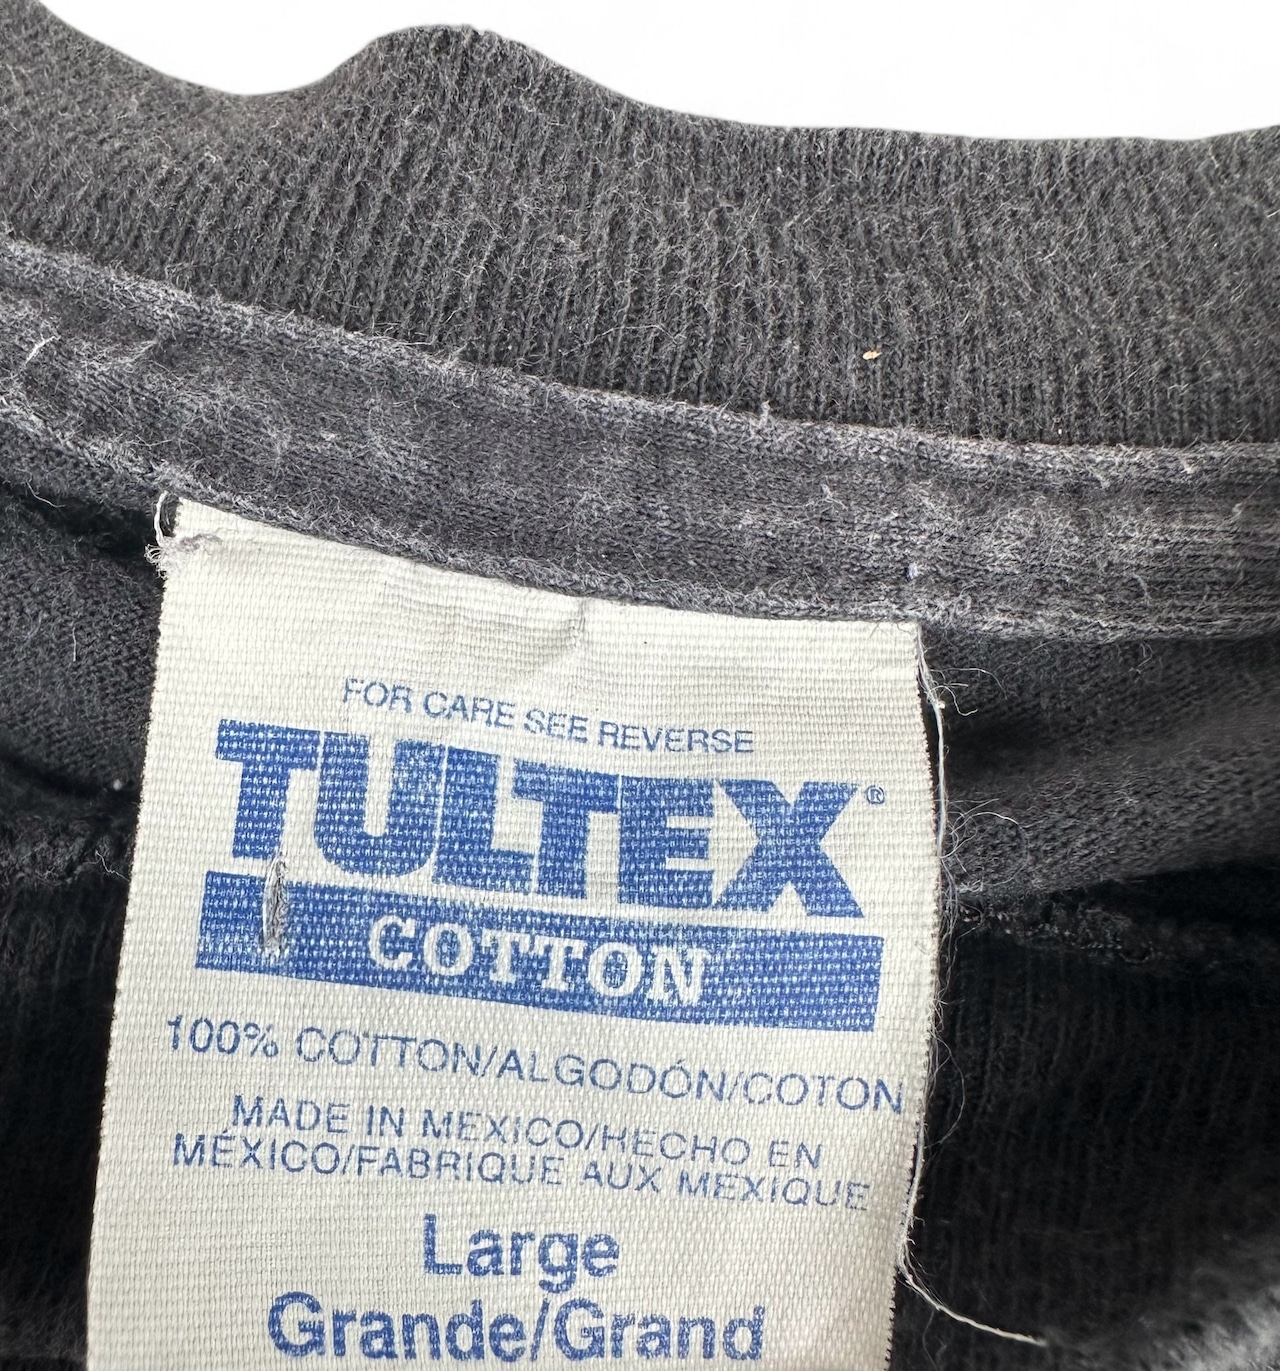 FOR CARE SEE REVERSE
TULTEX®
COTTON
100% COTTON/ALGODÓN/COTON
MADE IN MEXICO/HECHO EN
MÉXICO/FABRIQUE AUX MEXIQUE
Large
Grande/Grand